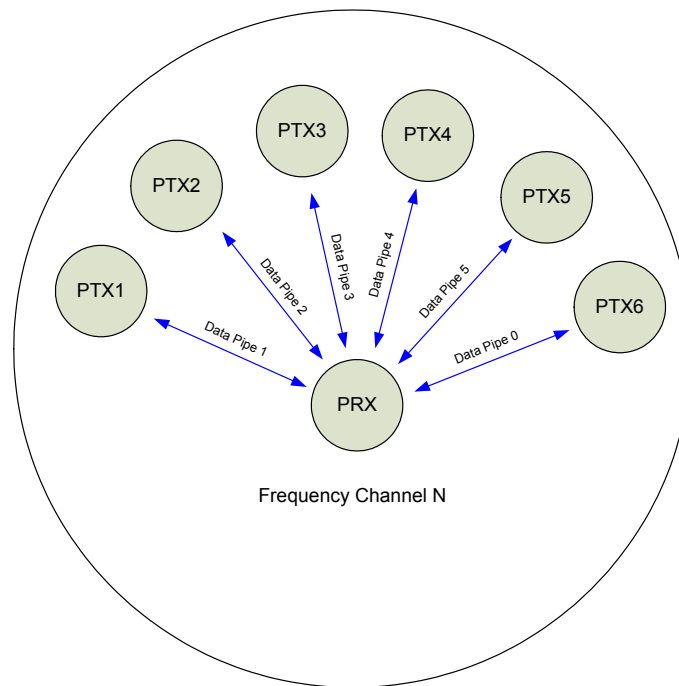 PTX3
PTX4
PTX2
PTX5
PTX1
PTX6
Data Pipe 1
Data Pipe 2
Data Pipe 3
Data Pipe 4
Data Pipe 5
Data Pipe 0
PRX
Frequency Channel N